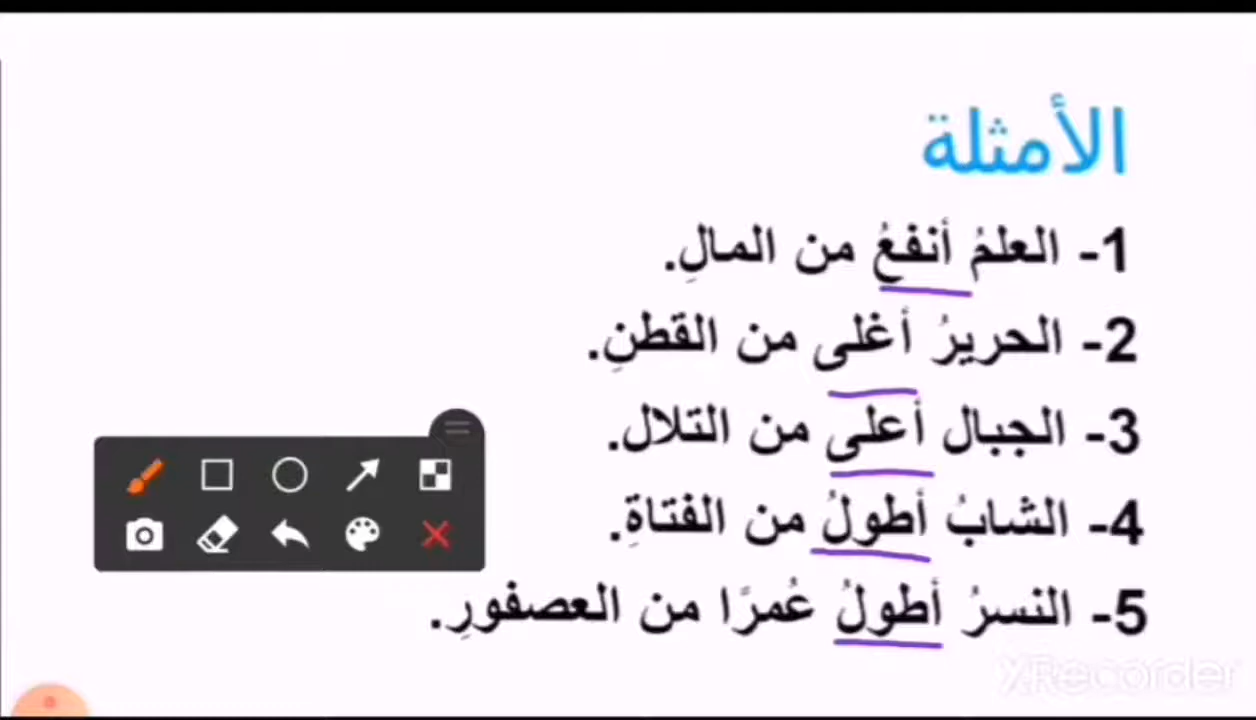 الأمثلة
1- العلمُ أنفعُ من المالِ.
2- الحريرُ أغلى من القطنِ.
3- الجبال أعلى من التلال.
4- الشابُ أطولُ من الفتاةِ.
5- النسرُ أطولُ عُمرًا من العصفورِ.
XRecorder